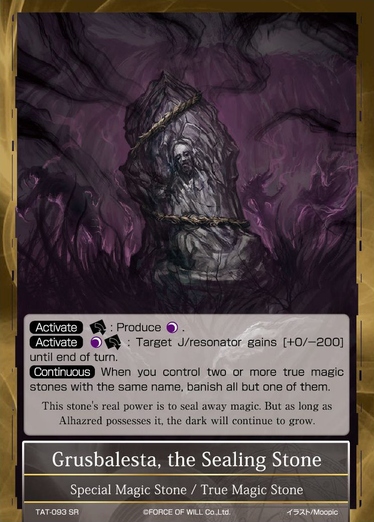 Activate : Produce .
Activate : Target J/resonator gains [+0/−200]
until end of turn.
Continuous When you control two or more true magic
stones with the same name, banish all but one of them.
This stone's real power is to seal away magic. But as long as
Alhazred possesses it, the dark will continue to grow.
Grusbalesta, the Sealing Stone
Special Magic Stone / True Magic Stone
TAT-093 SR ©FORCE OF WILL Co.,Ltd. イラスト/Moopic